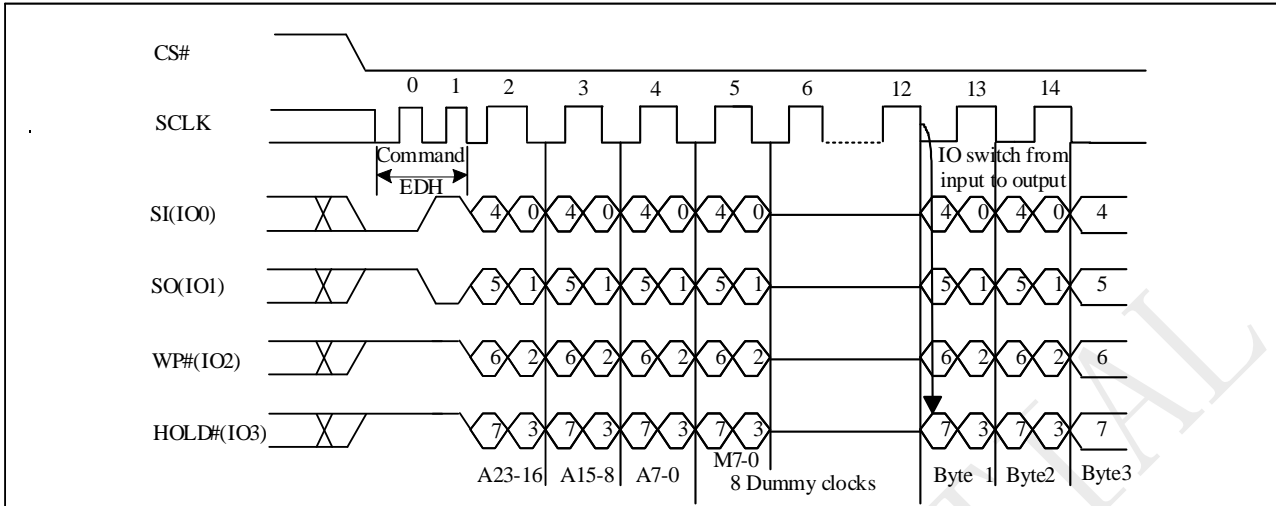 CS#
0 1 2 3 4 5 6 12 13 14
SCLK
Command
EDH
IO switch from
input to output
SI(IO0) 4 0 4 0 4 0 4 0 4 0 4 0 4
SO(IO1) 5 1 5 1 5 1 5 1 5 1 5 1 5
WP#(IO2) 6 2 6 2 6 2 6 2 6 2 6 2 6
HOLD#(IO3) 7 3 7 3 7 3 7 3 7 3 7 3 7
A23-16 A15-8 A7-0 M7-0 Byte 1 Byte2 Byte3
8 Dummy clocks
TIAL